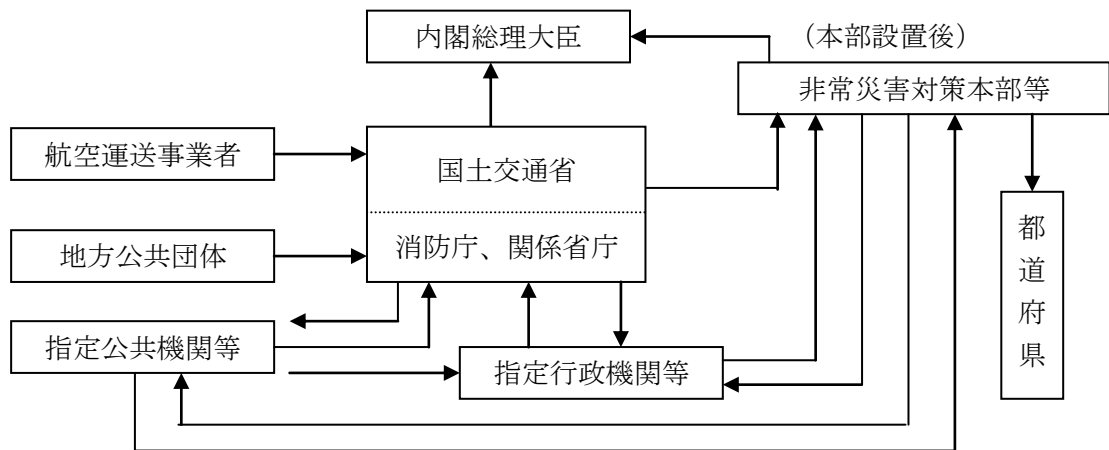 内閣総理大臣
（本部設置後）
非常災害対策本部等
航空運送事業者
国土交通省
地方公共団体
消防庁、関係省庁
都道府県
指定公共機関等
指定行政機関等